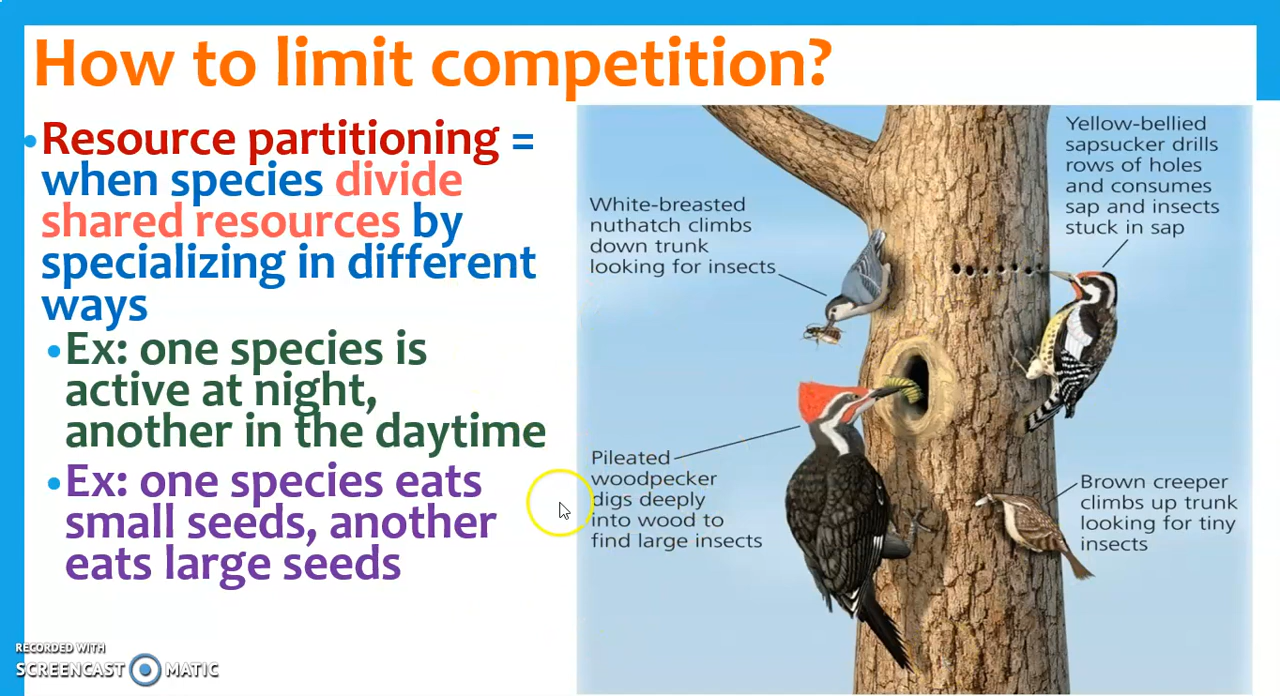 How to limit competition?
•Resource partitioning =
when species divide
shared resources by
specializing in different
ways
•Ex: one species is
active at night,
another in the daytime
•Ex: one species eats
small seeds, another
eats large seeds
White-breasted
nuthatch climbs
down trunk
looking for insects
Yellow-bellied
sapsucker drills
rows of holes
and consumes
sap and insects
stuck in sap
Pileated
woodpecker
digs deeply
into wood to
find large insects
Brown creeper
climbs up trunk
looking for tiny
insects
RECORDED WITH
SCREENCAST MATIC